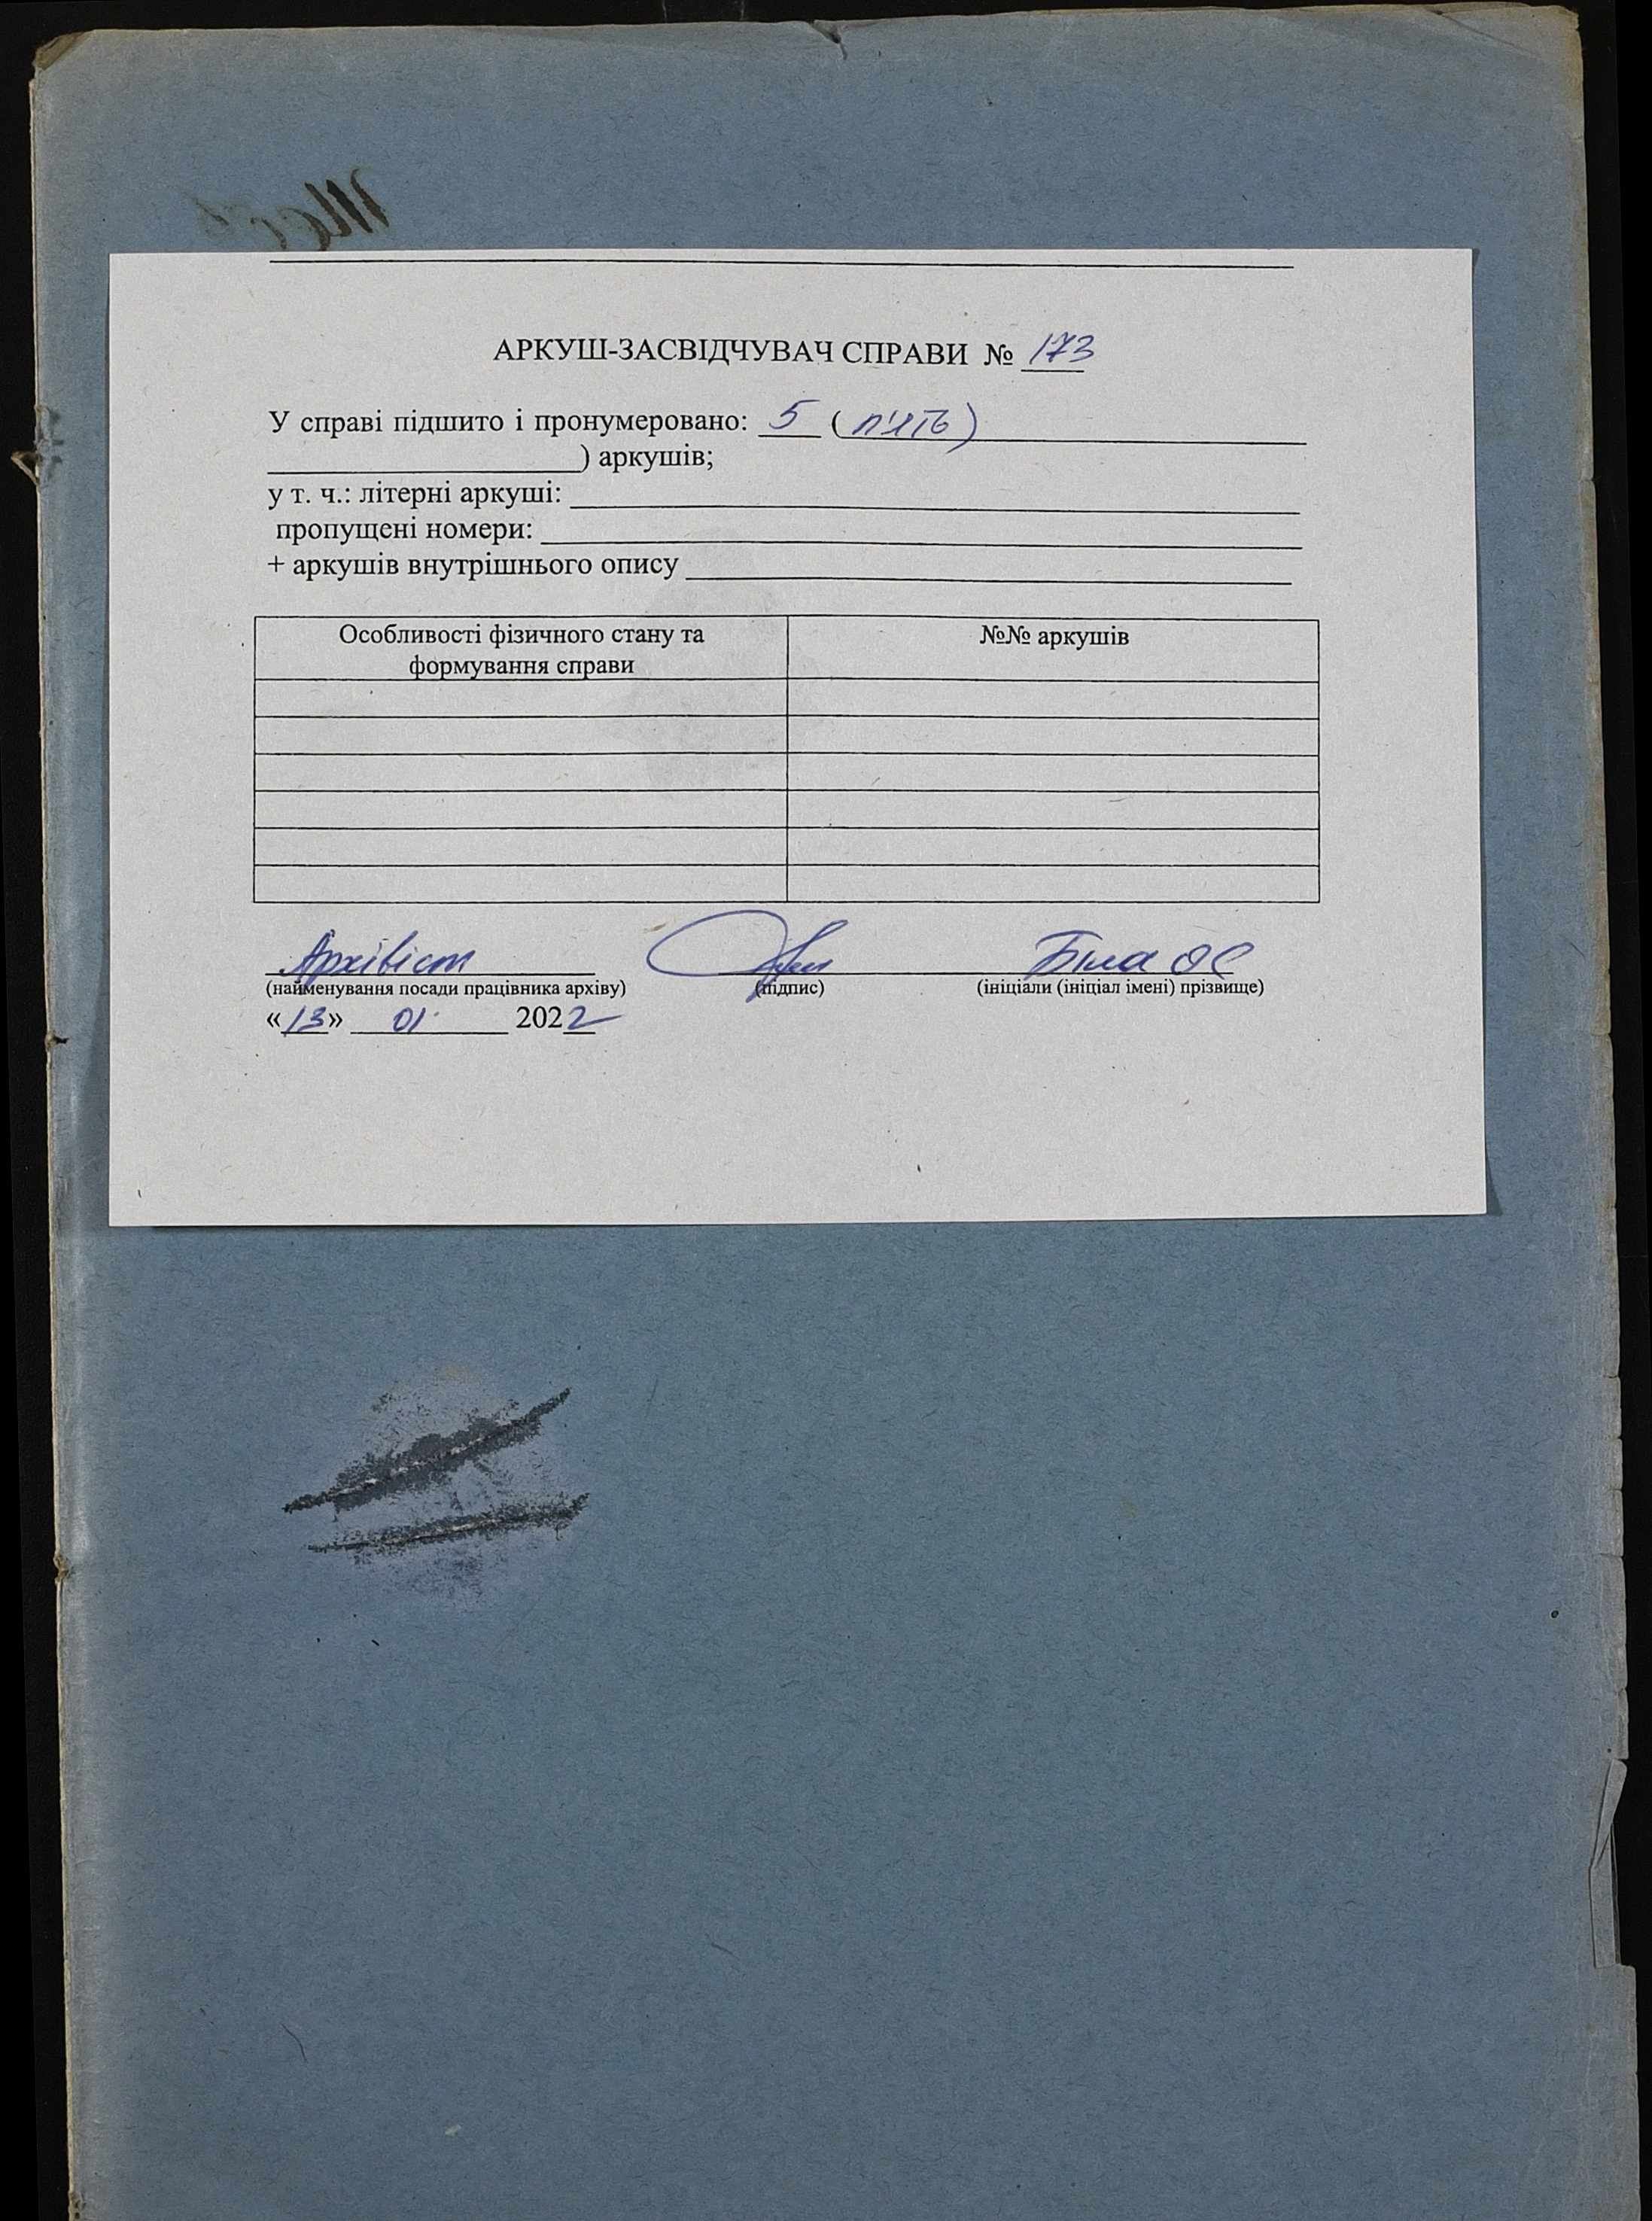 АРКУШ-ЗАСВІДЧУВАЧ СПРАВИ № 173
У справі підшито і пронумеровано: 5 (п'ять)
) аркушів;
у т. ч.: літерні аркуші:
пропущені номери:
+ аркушів внутрішнього опису
Особливості фізичного стану та №№ аркушів
формування справи
Архівіст Біла ОС
(найменування посади працівника архіву) (підпис) (ініціали (ініціал імені) прізвище)
«13» 01 2022